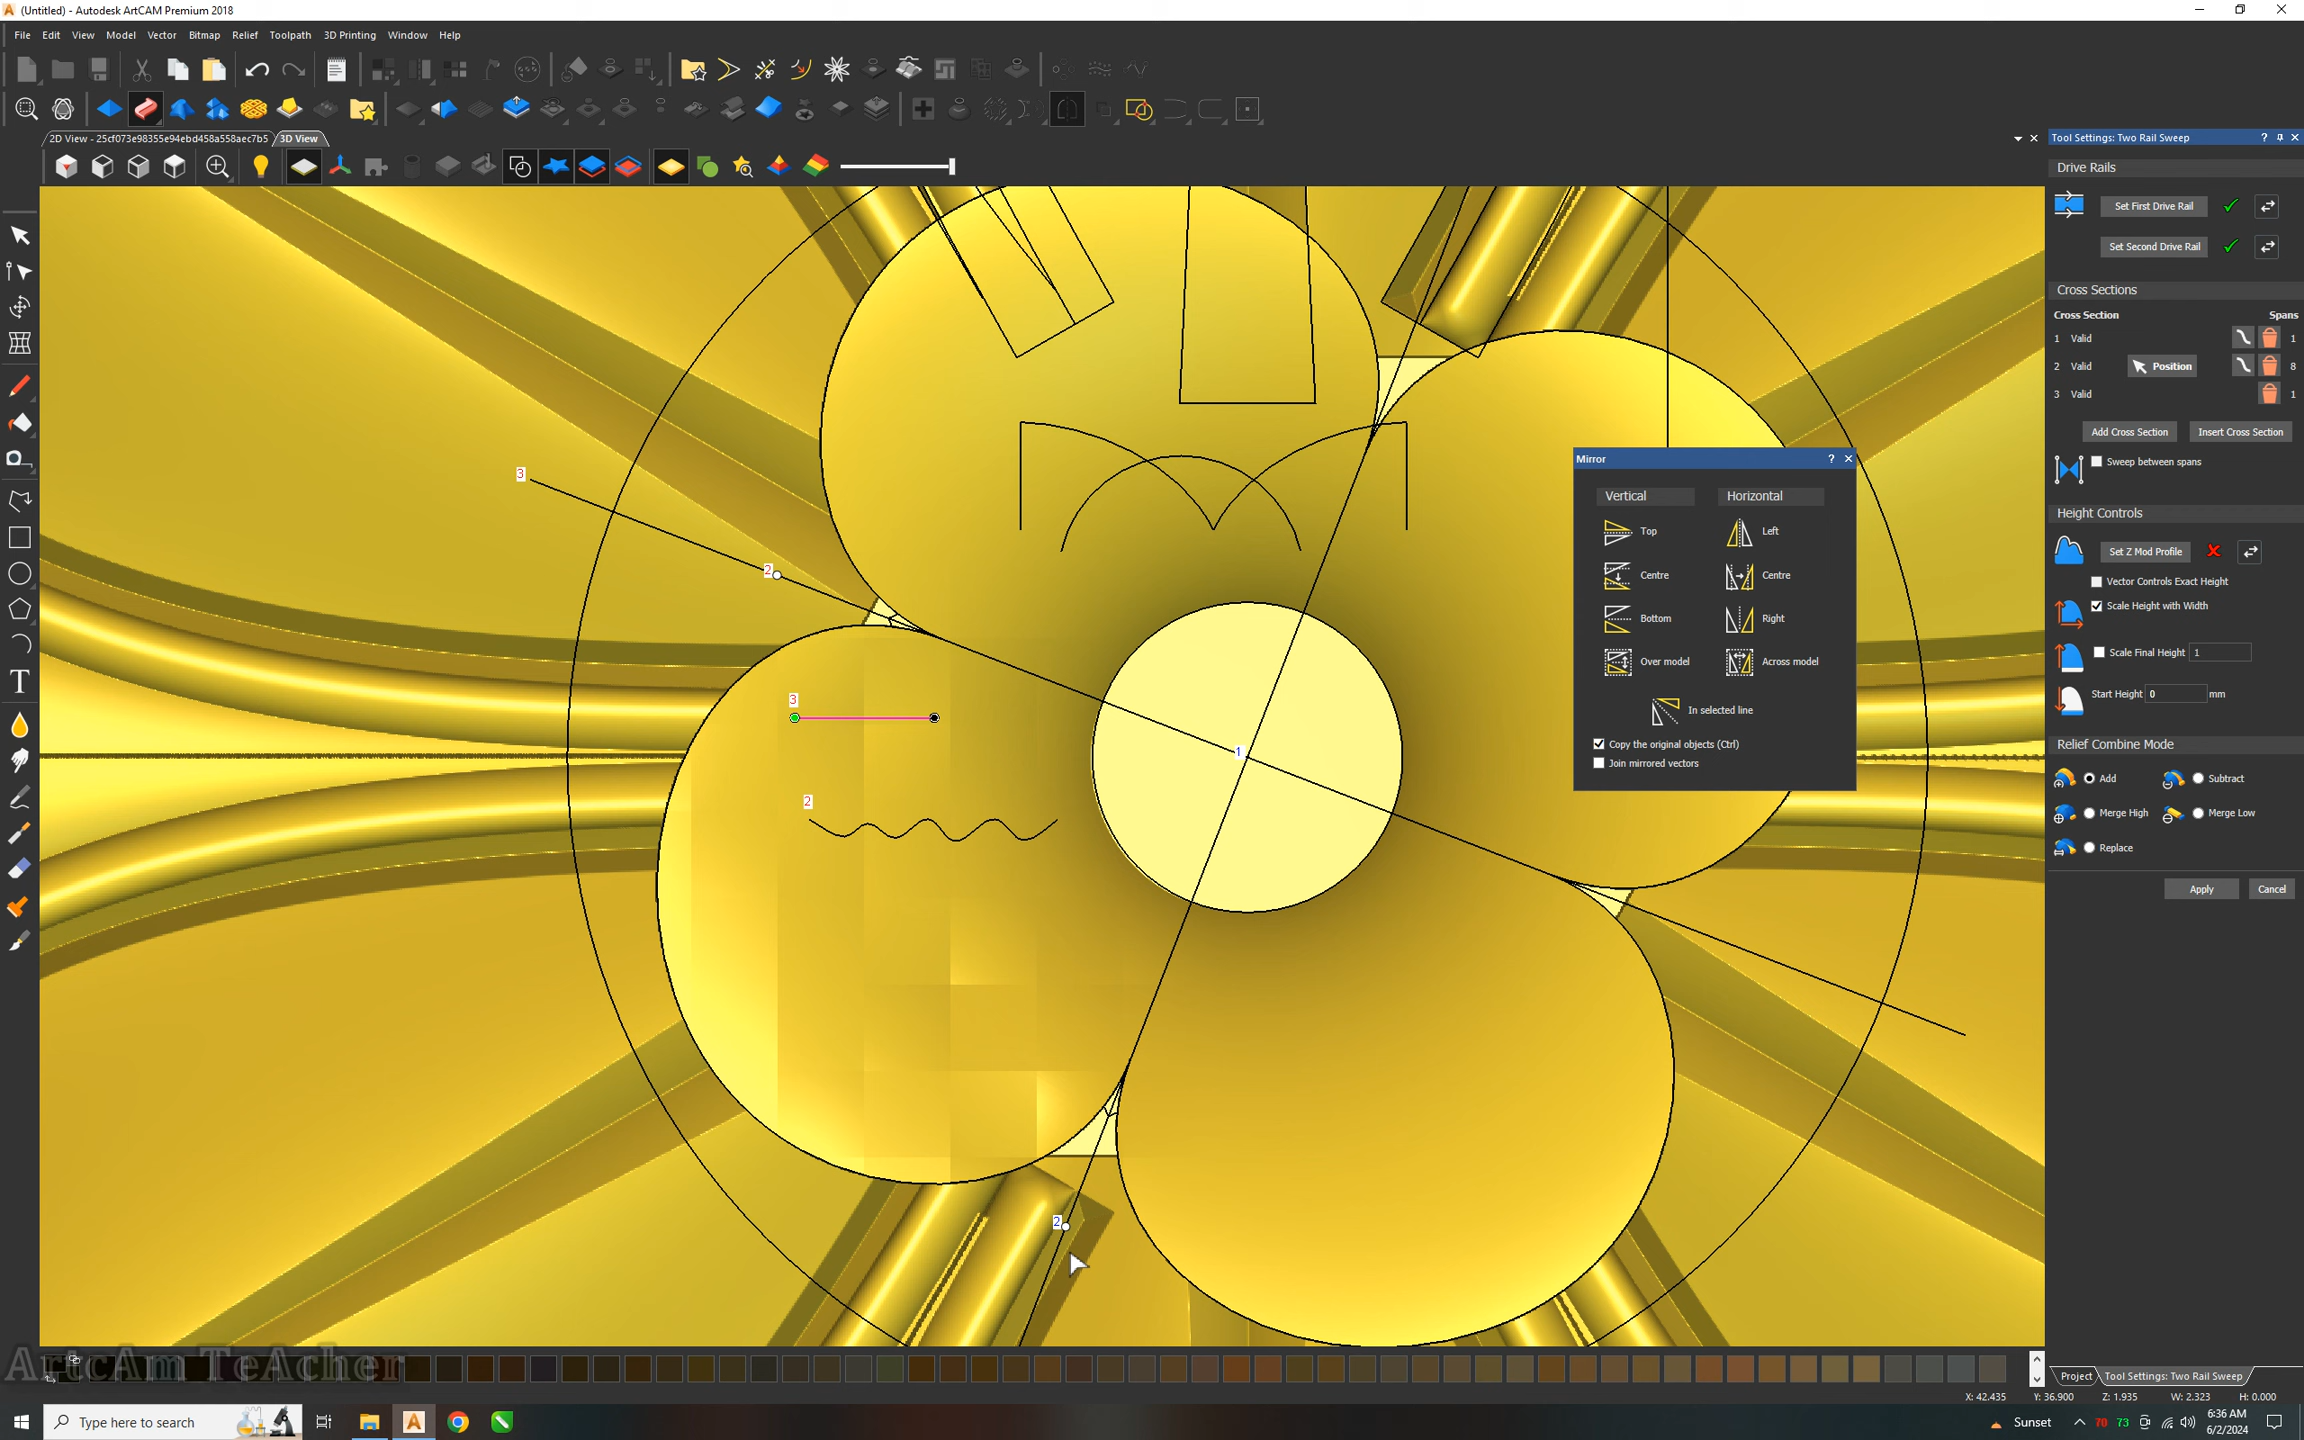 (Untitled) - Autodesk ArtCAM Premium 2018
File Edit View Model Vector Bitmap Relief Toolpath 3D Printing Window Help
2D View - 25cf073e98355e94ebd458a558aec7b5 3D View
Tool Settings: Two Rail Sweep
Drive Rails
Set First Drive Rail
Set Second Drive Rail
Cross Sections
Cross Section Spans
1 Valid 1
2 Valid Position 8
3 Valid 1
Add Cross Section Insert Cross Section
Sweep between spans
Height Controls
Set Z Mod Profile
Vector Controls Exact Height
Scale Height with Width
Scale Final Height 1
Start Height 0 mm
Relief Combine Mode
Add Subtract
Merge High Merge Low
Replace
Apply Cancel
Mirror ?
Vertical Horizontal
Top Left
Centre Centre
Bottom Right
Over model Across model
In selected line
Copy the original objects (Ctrl)
Join mirrored vectors
3
2
3
1
2
2
ArtcAm TeAcher
Project Tool Settings: Two Rail Sweep
X: 42.435 Y: 36.900 Z: 1.935 W: 2.323 H: 0.000
Type here to search
Sunset 70 73 6:36 AM
6/2/2024